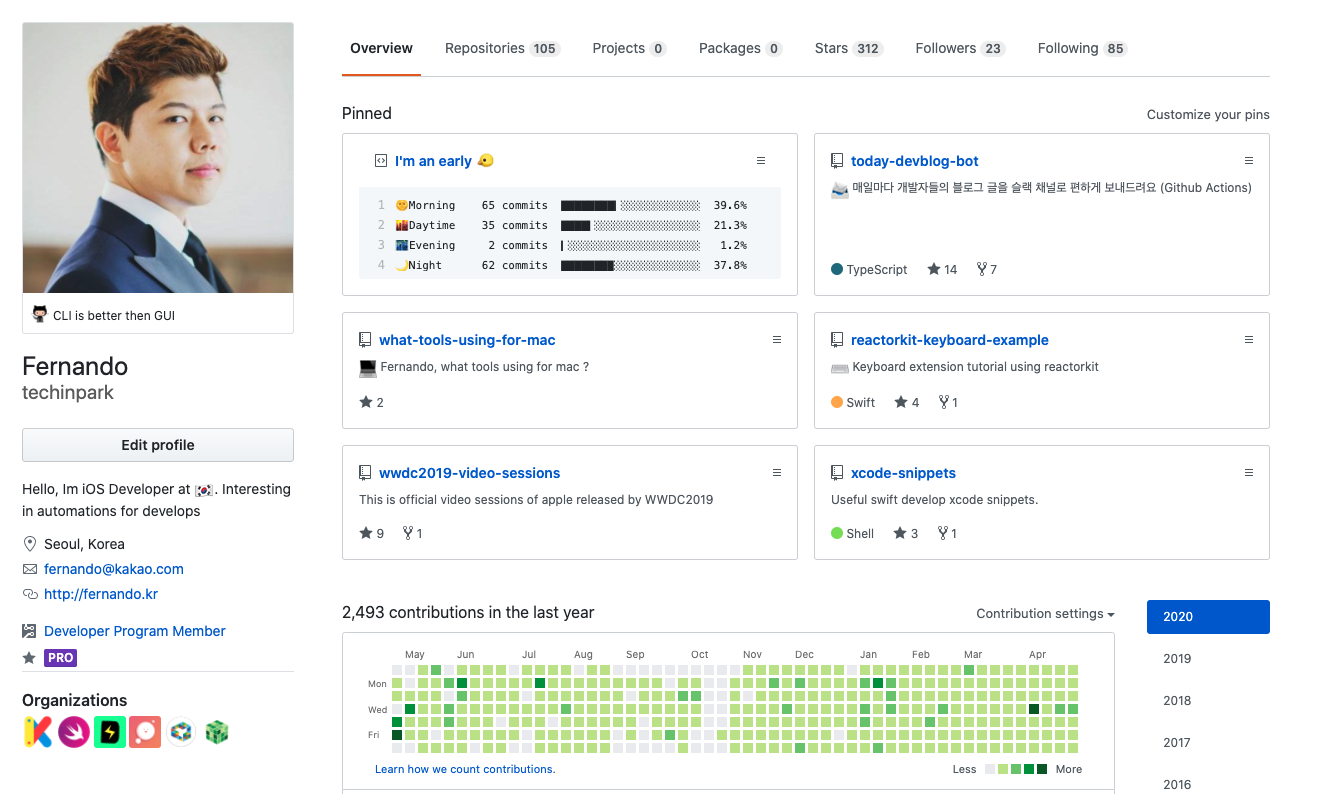 Overview Repositories 105 Projects 0 Packages 0 Stars 312 Followers 23 Following 85
CLI is better then GUI
Fernando
techinpark
Edit profile
Hello, Im iOS Developer at 🇰🇷. Interesting
in automations for develops
Seoul, Korea
fernando@kakao.com
http://fernando.kr
Developer Program Member
PRO
Organizations
Pinned
Customize your pins
I'm an early 🐤
1 🌞Morning 65 commits ████████░░░░░░░░░░░░░ 39.6%
2 🌆Daytime 35 commits ████▍░░░░░░░░░░░░░░░░ 21.3%
3 🌃Evening 2 commits ▎░░░░░░░░░░░░░░░░░░░░ 1.2%
4 🌙Night 62 commits ███████▉░░░░░░░░░░░░░ 37.8%
today-devblog-bot
매일마다 개발자들의 블로그 글을 슬랙 채널로 편하게 보내드려요 (Github Actions)
TypeScript 14 7
what-tools-using-for-mac
Fernando, what tools using for mac ?
2
reactorkit-keyboard-example
Keyboard extension tutorial using reactorkit
Swift 4 1
wwdc2019-video-sessions
This is official video sessions of apple released by WWDC2019
9 1
xcode-snippets
Useful swift develop xcode snippets.
Shell 3 1
2,493 contributions in the last year
Contribution settings
May Jun Jul Aug Sep Oct Nov Dec Jan Feb Mar Apr
Mon
Wed
Fri
Learn how we count contributions.
Less More
2020
2019
2018
2017
2016